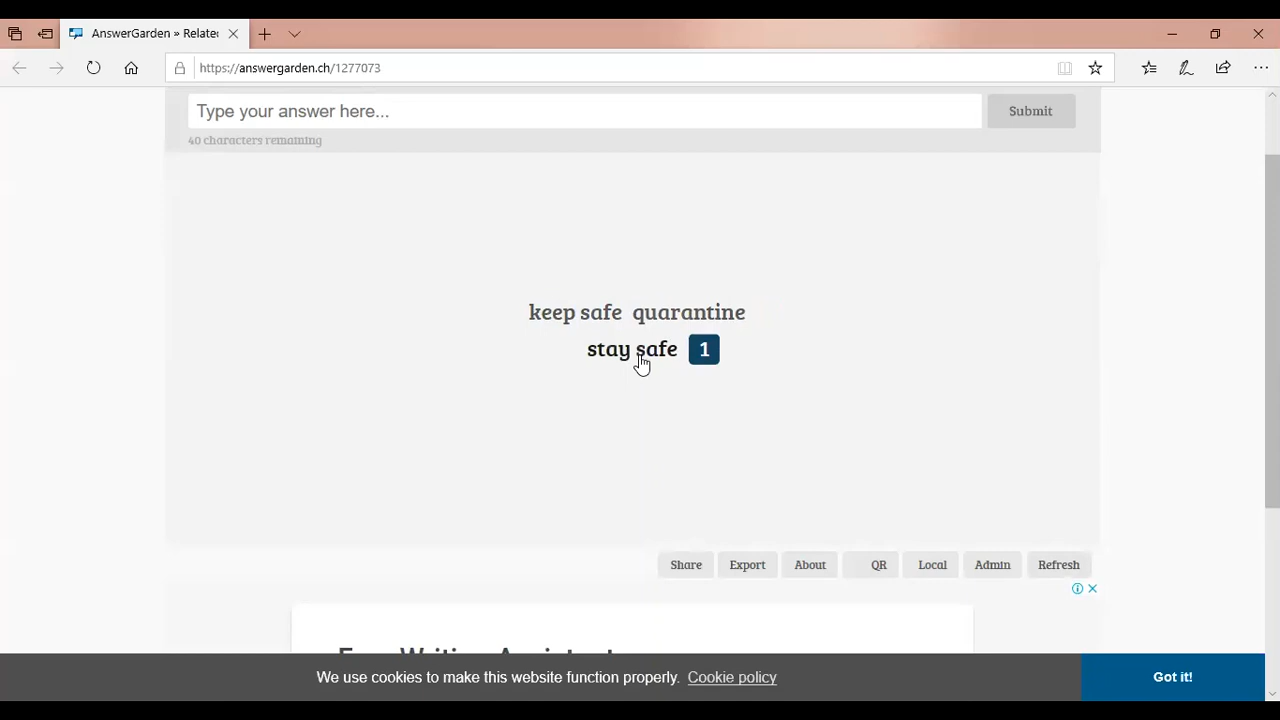 AnswerGarden » Relate
https://answergarden.ch/1277073
Type your answer here...
Submit
40 characters remaining
keep safe quarantine
stay safe 1
Share Export About QR Local Admin Refresh
We use cookies to make this website function properly. Cookie policy
Got it!